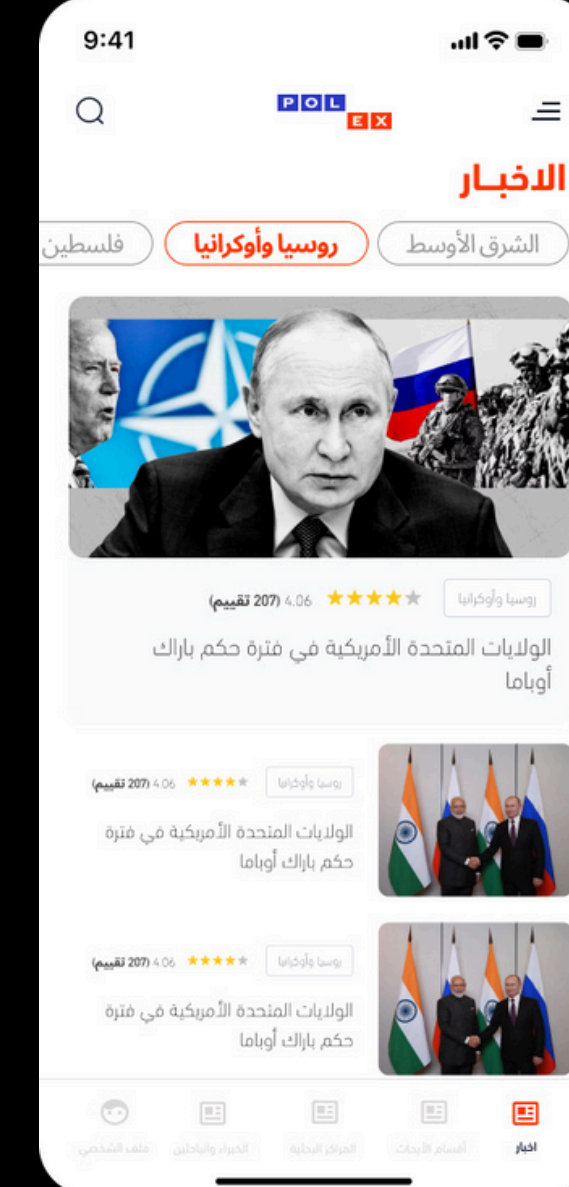 9:41
POL
EX
الاخبــار
الشرق الأوسط
روسيا وأوكرانيا
فلسطين
روسيا وأوكرانيا
4.06 (207 تقييم)
الولايات المتحدة الأمريكية في فترة حكم باراك
أوباما
روسيا وأوكرانيا
4.06 (207 تقييم)
الولايات المتحدة الأمريكية في فترة
حكم باراك أوباما
روسيا وأوكرانيا
4.06 (207 تقييم)
الولايات المتحدة الأمريكية في فترة
حكم باراك أوباما
اخبار
أقسام الأبحاث
المراكز البحثية
الخبراء والباحثين
ملف الشخصي